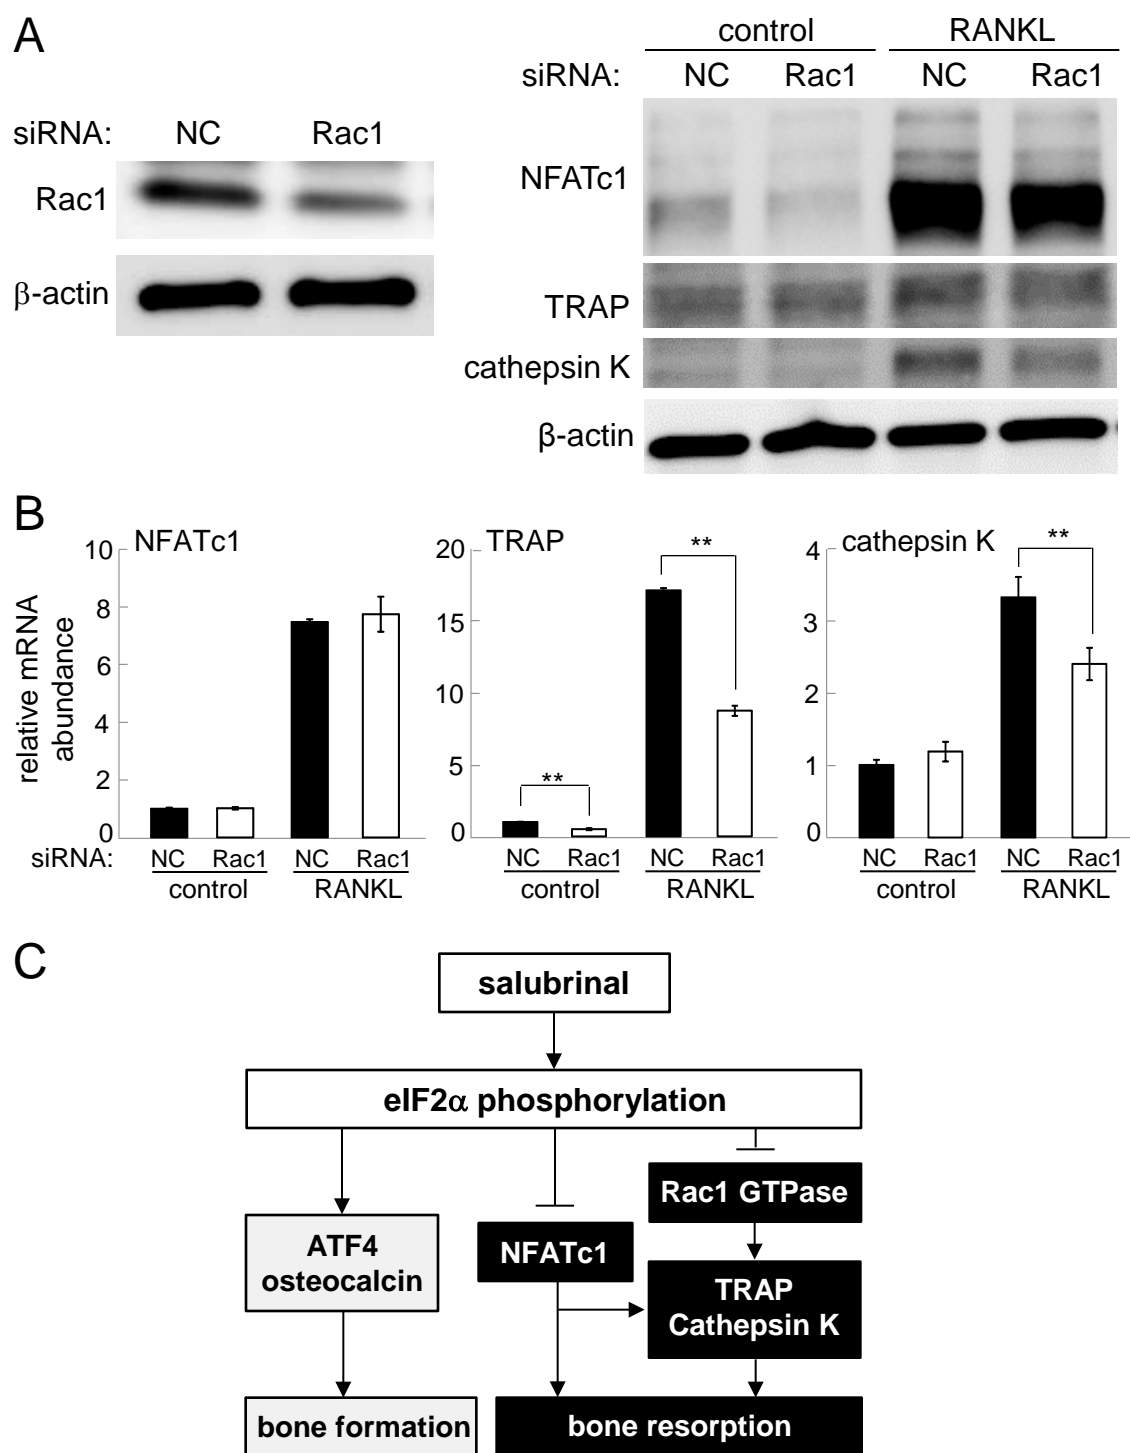 A
siRNA: NC Rac1
Rac1
β-actin
control RANKL
siRNA: NC Rac1 NC Rac1
NFATc1
TRAP
cathepsin K
β-actin
B
relative mRNA
abundance
NFATc1
10
8
6
4
2
0
siRNA: NC Rac1 NC Rac1
control RANKL
TRAP
20
15
10
5
0
** **
NC Rac1 NC Rac1
control RANKL
cathepsin K
4
3
2
1
0
**
NC Rac1 NC Rac1
control RANKL
C
salubrinal
eIF2α phosphorylation
Rac1 GTPase
ATF4
osteocalcin
NFATc1
TRAP
Cathepsin K
bone formation
bone resorption